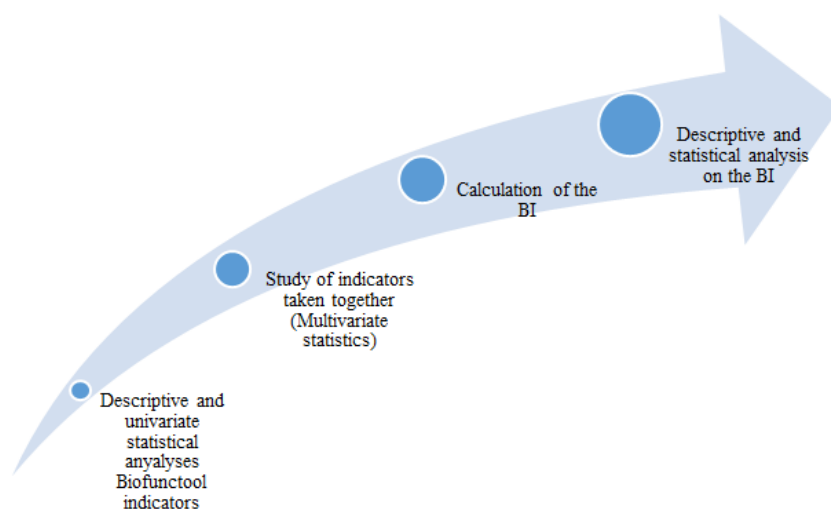 Descriptive and
statistical analysis
on the BI
Calculation of the
BI
Study of indicators
taken together
(Multivariate
statistics)
Descriptive and
univariate
statistical
anyalyses
Biofunctool
indicators